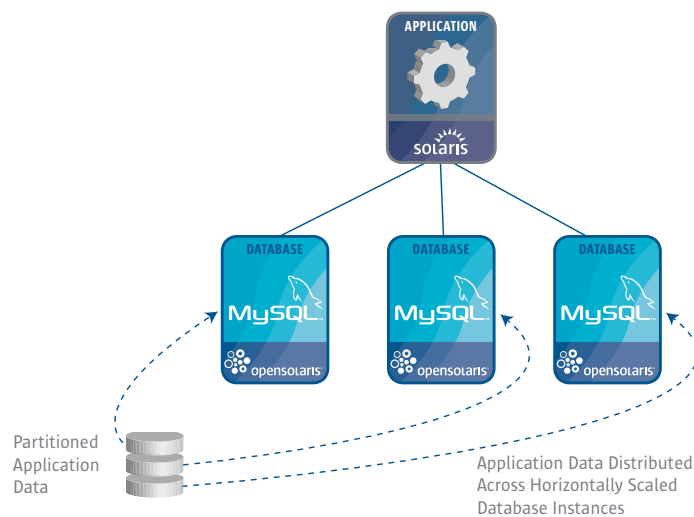 APPLICATION
solaris
DATABASE
DATABASE
DATABASE
MySQL
MySQL
MySQL
opensolaris
opensolaris
opensolaris
Partitioned
Application
Data
Application Data Distributed
Across Horizontally Scaled
Database Instances